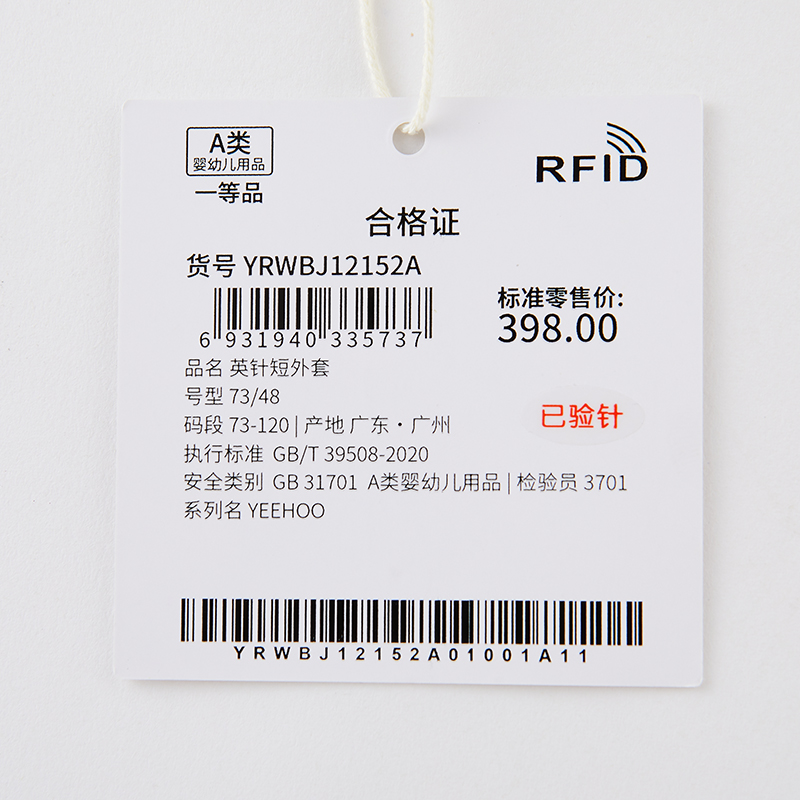 A类
婴幼儿用品
一等品
RFID
合格证
货号 YRWBJ12152A
6 931940 335737
标准零售价:
398.00
品名 英针短外套
号型 73/48
码段 73-120 | 产地 广东·广州
已验针
执行标准 GB/T 39508-2020
安全类别 GB 31701 A类婴幼儿用品 | 检验员 3701
系列名 YEEHOO
YRWBJ12152A01001A11